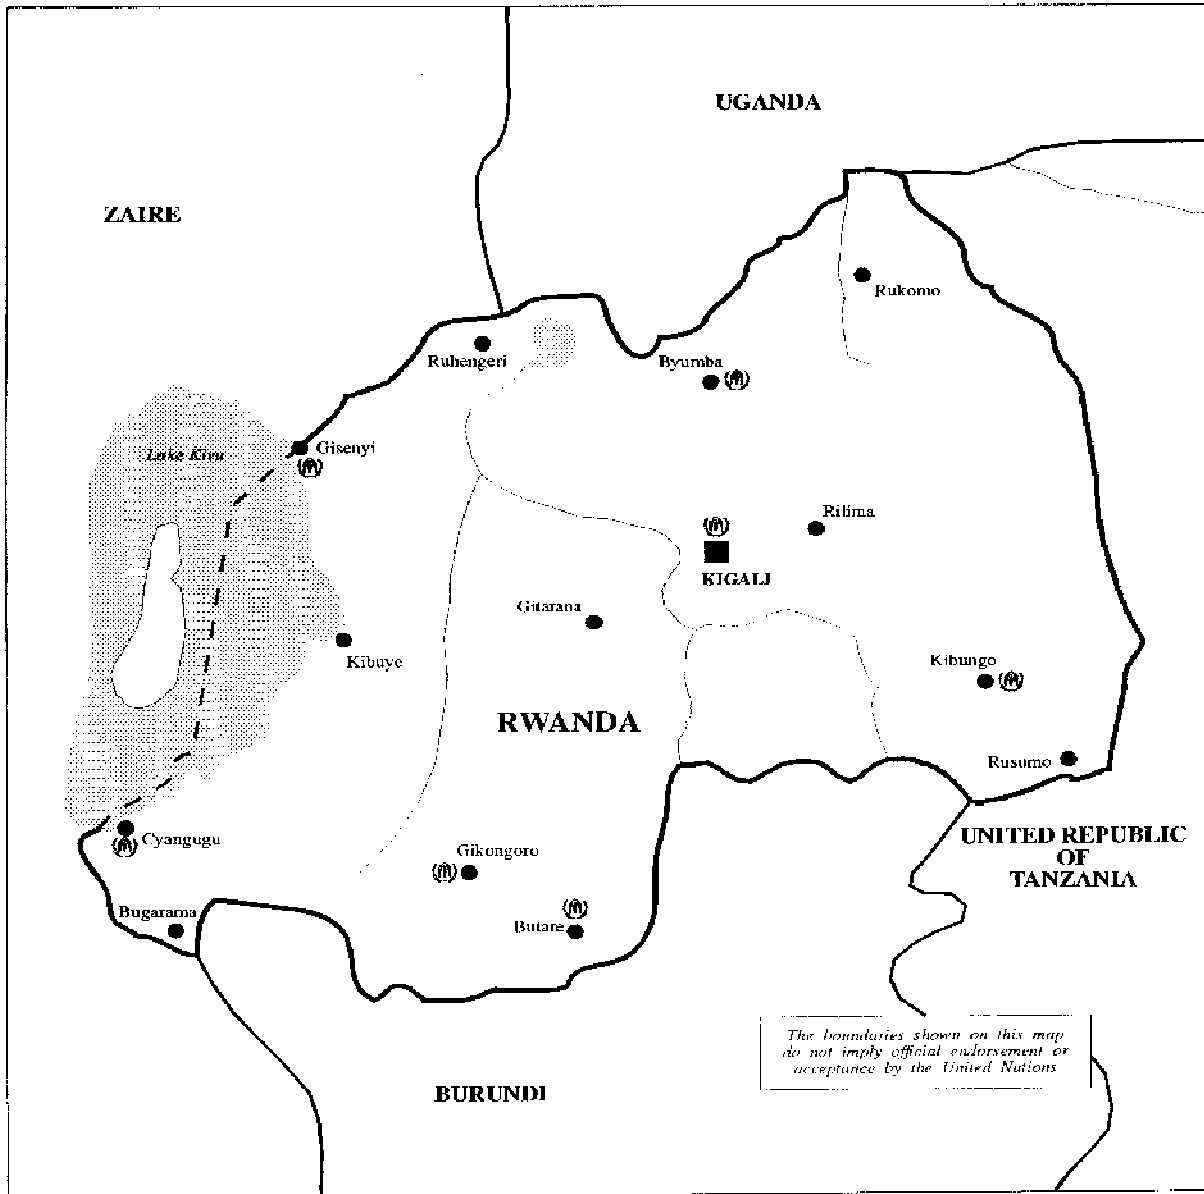 UGANDA
ZAIRE
Rukomo
Ruhengeri
Byumba
Lake Kivu
Gisenyi
Rilima
KIGALI
Gitarana
Kibuye
Kibungo
RWANDA
Rusumo
Cyangugu
UNITED REPUBLIC
OF
TANZANIA
Gikongoro
Bugarama
Butare
The boundaries shown on this map
do not imply official endorsement or
acceptance by the United Nations
BURUNDI